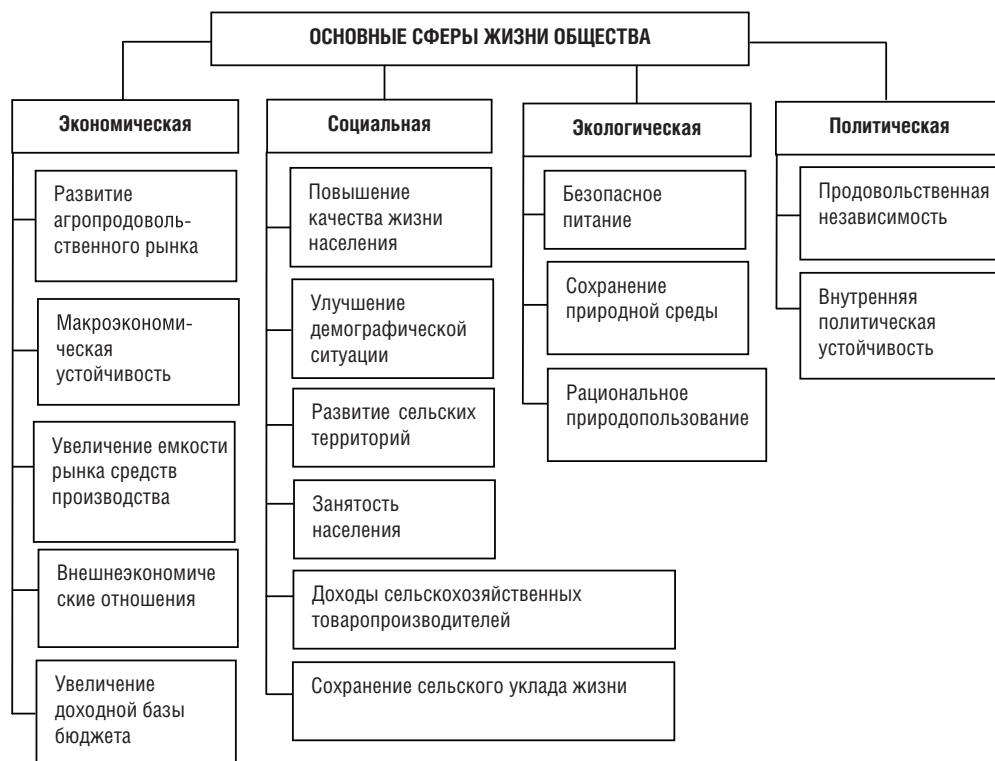 ОСНОВНЫЕ СФЕРЫ ЖИЗНИ ОБЩЕСТВА
Экономическая
Развитие
агропродоволь-
ственного рынка
Макроэкономи-
ческая
устойчивость
Увеличение емкости
рынка средств
производства
Внешнеэкономиче
ские отношения
Увеличение
доходной базы
бюджета
Социальная
Повышение
качества жизни
населения
Улучшение
демографической
ситуации
Развитие сельских
территорий
Занятость
населения
Доходы сельскохозяйственных
товаропроизводителей
Сохранение сельского уклада жизни
Экологическая
Безопасное
питание
Сохранение
природной среды
Рациональное
природопользование
Политическая
Продовольственная
независимость
Внутренняя
политическая
устойчивость